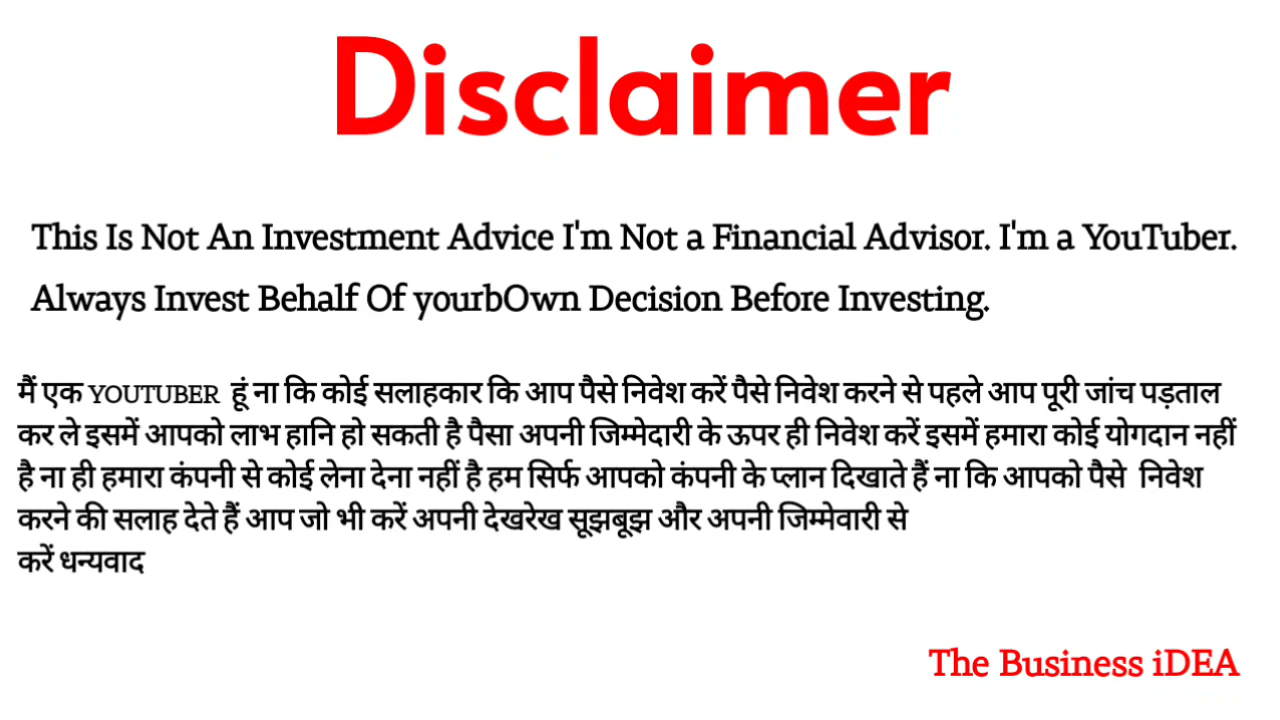 Disclaimer
This Is Not An Investment Advice I'm Not a Financial Advisor. I'm a YouTuber.
Always Invest Behalf Of yourbOwn Decision Before Investing.
मैं एक YOUTUBER हूं ना कि कोई सलाहकार कि आप पैसे निवेश करें पैसे निवेश करने से पहले आप पूरी जांच पड़ताल
कर ले इसमें आपको लाभ हानि हो सकती है पैसा अपनी जिम्मेदारी के ऊपर ही निवेश करें इसमें हमारा कोई योगदान नहीं
है ना ही हमारा कंपनी से कोई लेना देना नहीं है हम सिर्फ आपको कंपनी के प्लान दिखाते हैं ना कि आपको पैसे निवेश
करने की सलाह देते हैं आप जो भी करें अपनी देखरेख सूझबूझ और अपनी जिम्मेवारी से
करें धन्यवाद
The Business iDEA